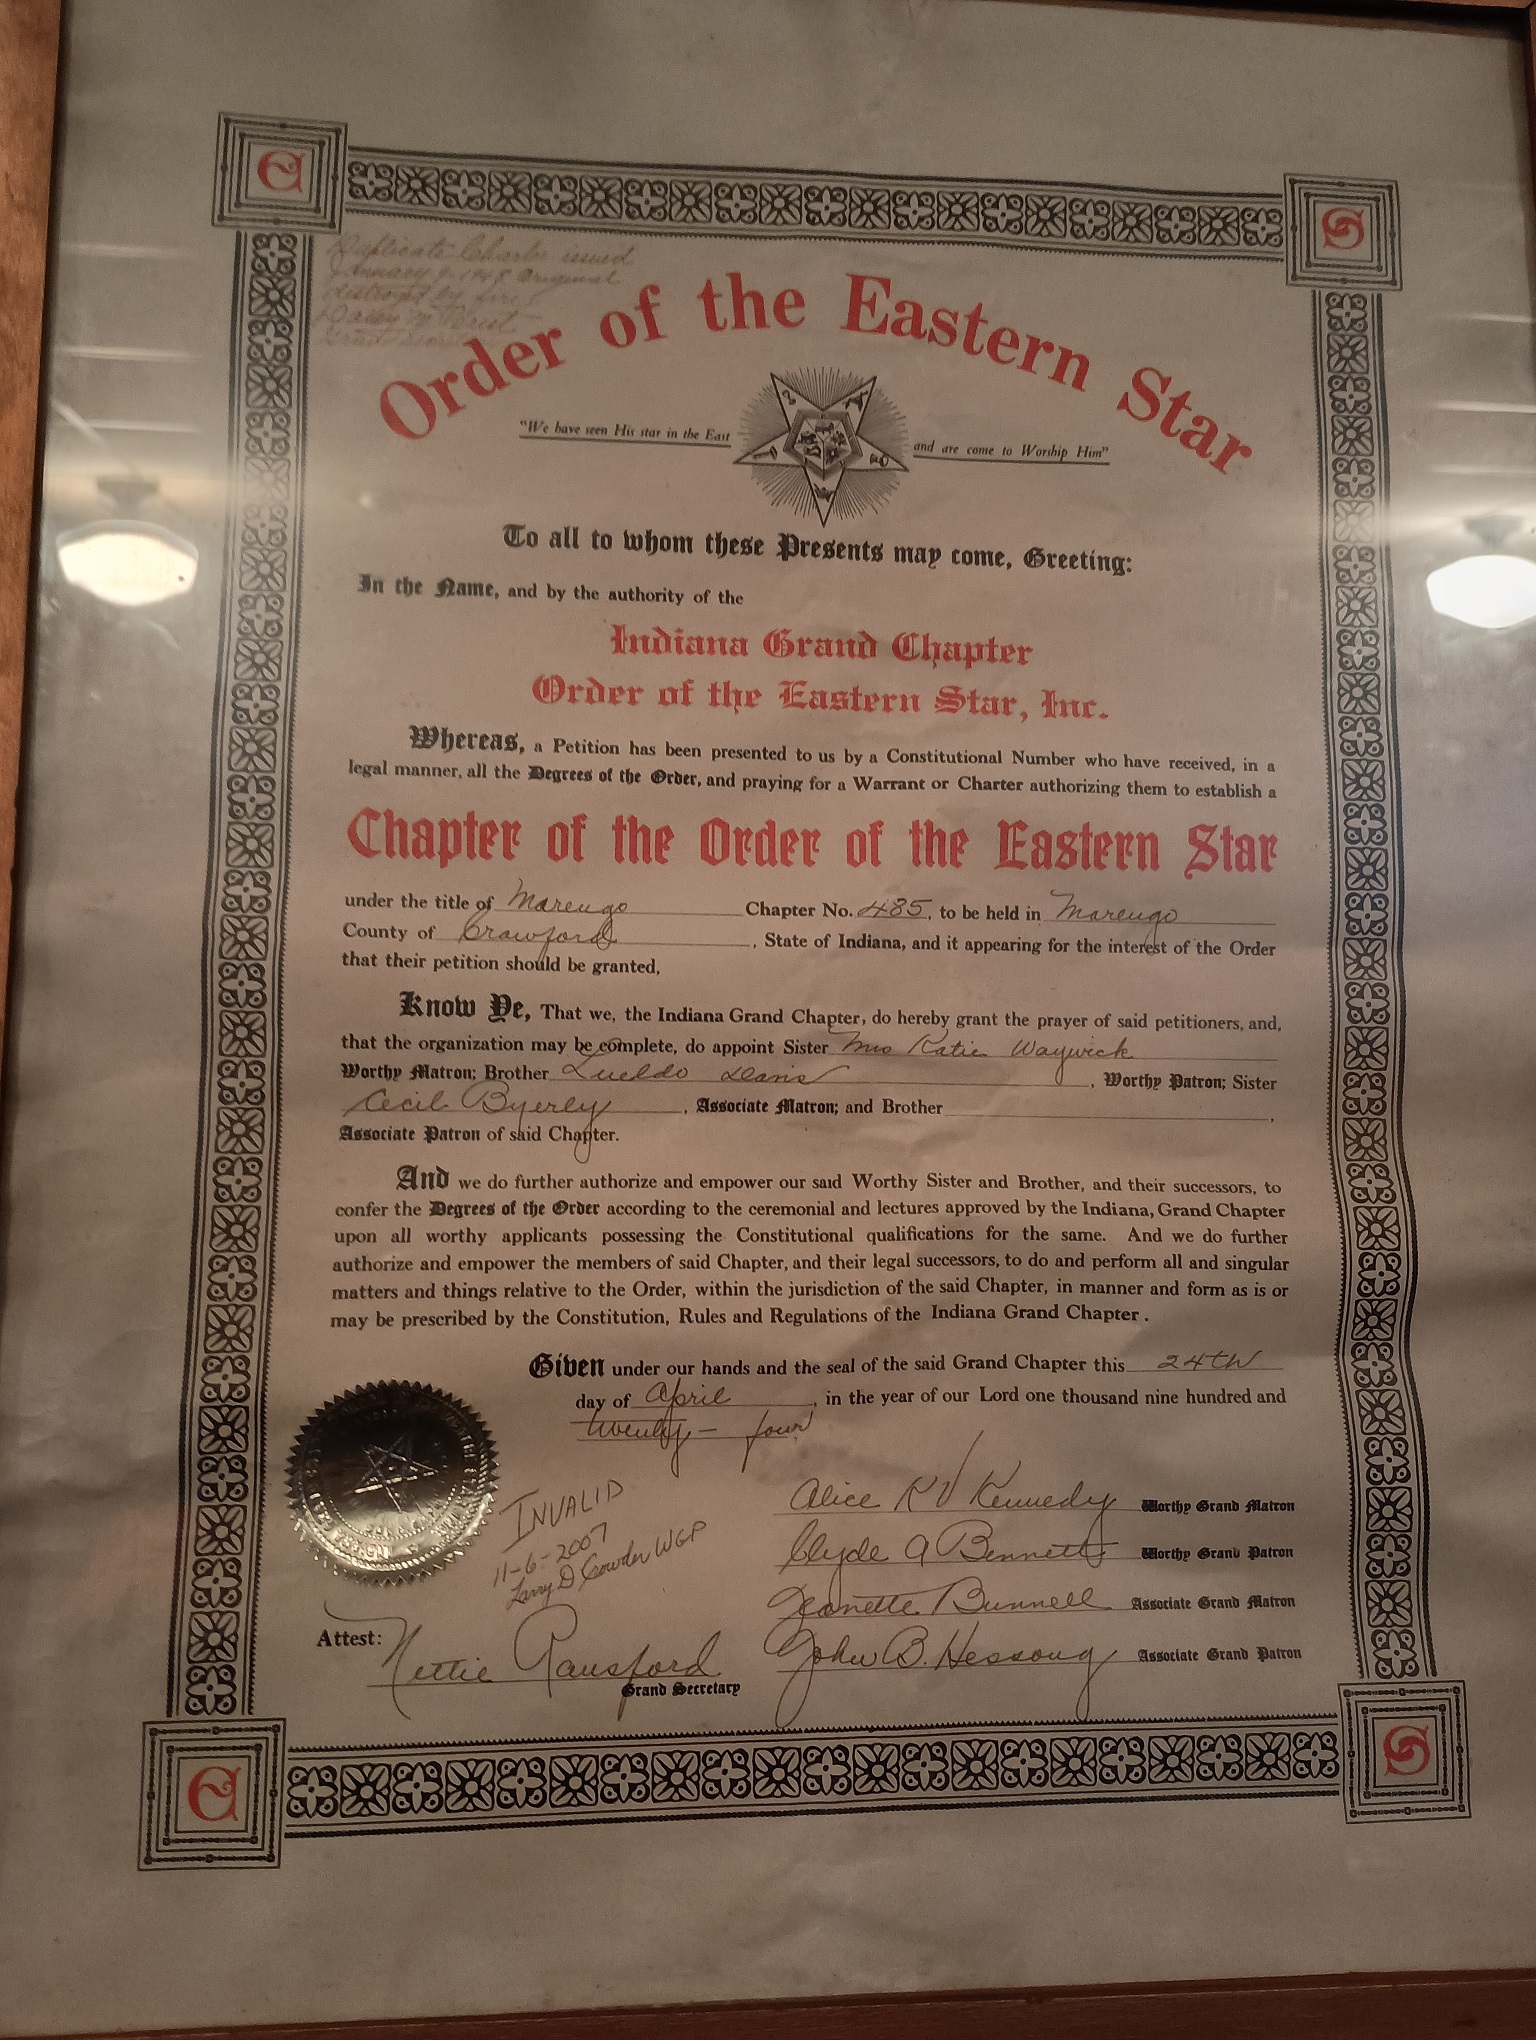 E
S
Duplicate Charter issued
January 9-1948 Original
destroyed by fire
Order of the Eastern Star
"We have seen His star in the East
and are come to Worship Him"
To all to whom these Presents may come, Greeting:
In the Name, and by the authority of the
Indiana Grand Chapter
Order of the Eastern Star, Inc.
Whereas, a Petition has been presented to us by a Constitutional Number who have received, in a
legal manner, all the Degrees of the Order, and praying for a Warrant or Charter authorizing them to establish a
Chapter of the Order of the Eastern Star
under the title of Marengo Chapter No. 485, to be held in Marengo
County of Crawford, State of Indiana, and it appearing for the interest of the Order
that their petition should be granted,
Know Ye, That we, the Indiana Grand Chapter, do hereby grant the prayer of said petitioners, and,
that the organization may be complete, do appoint Sister Mrs Katie Waywick
Worthy Matron; Brother Lueldo Davis, Worthy Patron; Sister
Cecil Byerley, Associate Matron; and Brother ,
Associate Patron of said Chapter.
And we do further authorize and empower our said Worthy Sister and Brother, and their successors, to
confer the Degrees of the Order according to the ceremonial and lectures approved by the Indiana, Grand Chapter
upon all worthy applicants possessing the Constitutional qualifications for the same. And we do further
authorize and empower the members of said Chapter, and their legal successors, to do and perform all and singular
matters and things relative to the Order, within the jurisdiction of the said Chapter, in manner and form as is or
may be prescribed by the Constitution, Rules and Regulations of the Indiana Grand Chapter.
Given under our hands and the seal of the said Grand Chapter this 24th
day of April, in the year of our Lord one thousand nine hundred and
twenty-four
INVALID
11-6-2007
Larry D Cowder WGP
Alice KV Kennedy Worthy Grand Matron
Clyde A Bennett Worthy Grand Patron
Jeanette Bunnell Associate Grand Matron
John B. Hessong Associate Grand Patron
Attest: Nettie Ransford
Grand Secretary
E
S